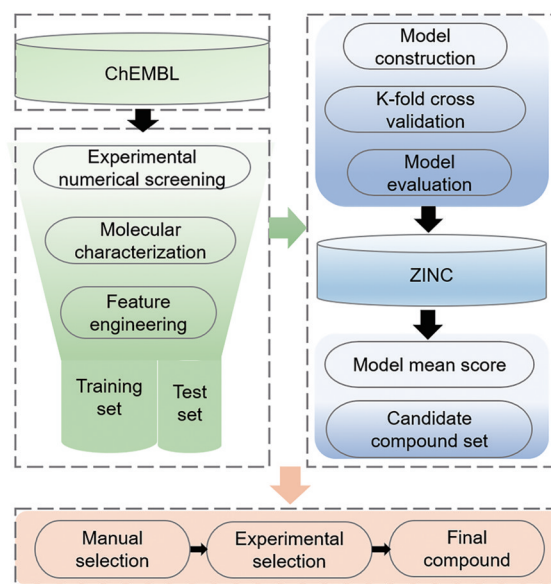 ChEMBL
Experimental
numerical screening
Molecular
characterization
Feature
engineering
Training
set
Test
set
Model
construction
K-fold cross
validation
Model
evaluation
ZINC
Model mean score
Candidate
compound set
Manual
selection
Experimental
selection
Final
compound